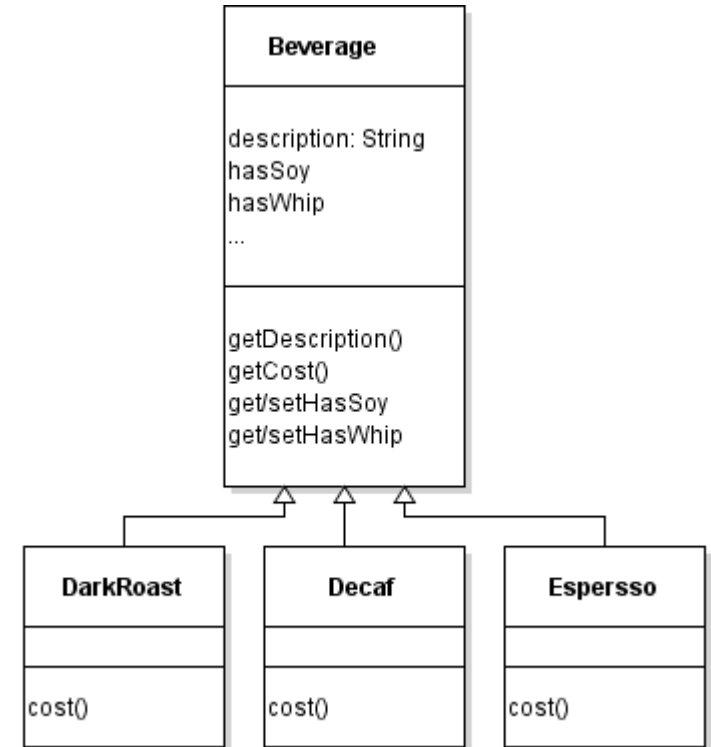 Beverage
description: String
hasSoy
hasWhip
...
getDescription()
getCost()
get/setHasSoy
get/setHasWhip
DarkRoast
Decaf
Espersso
cost()
cost()
cost()